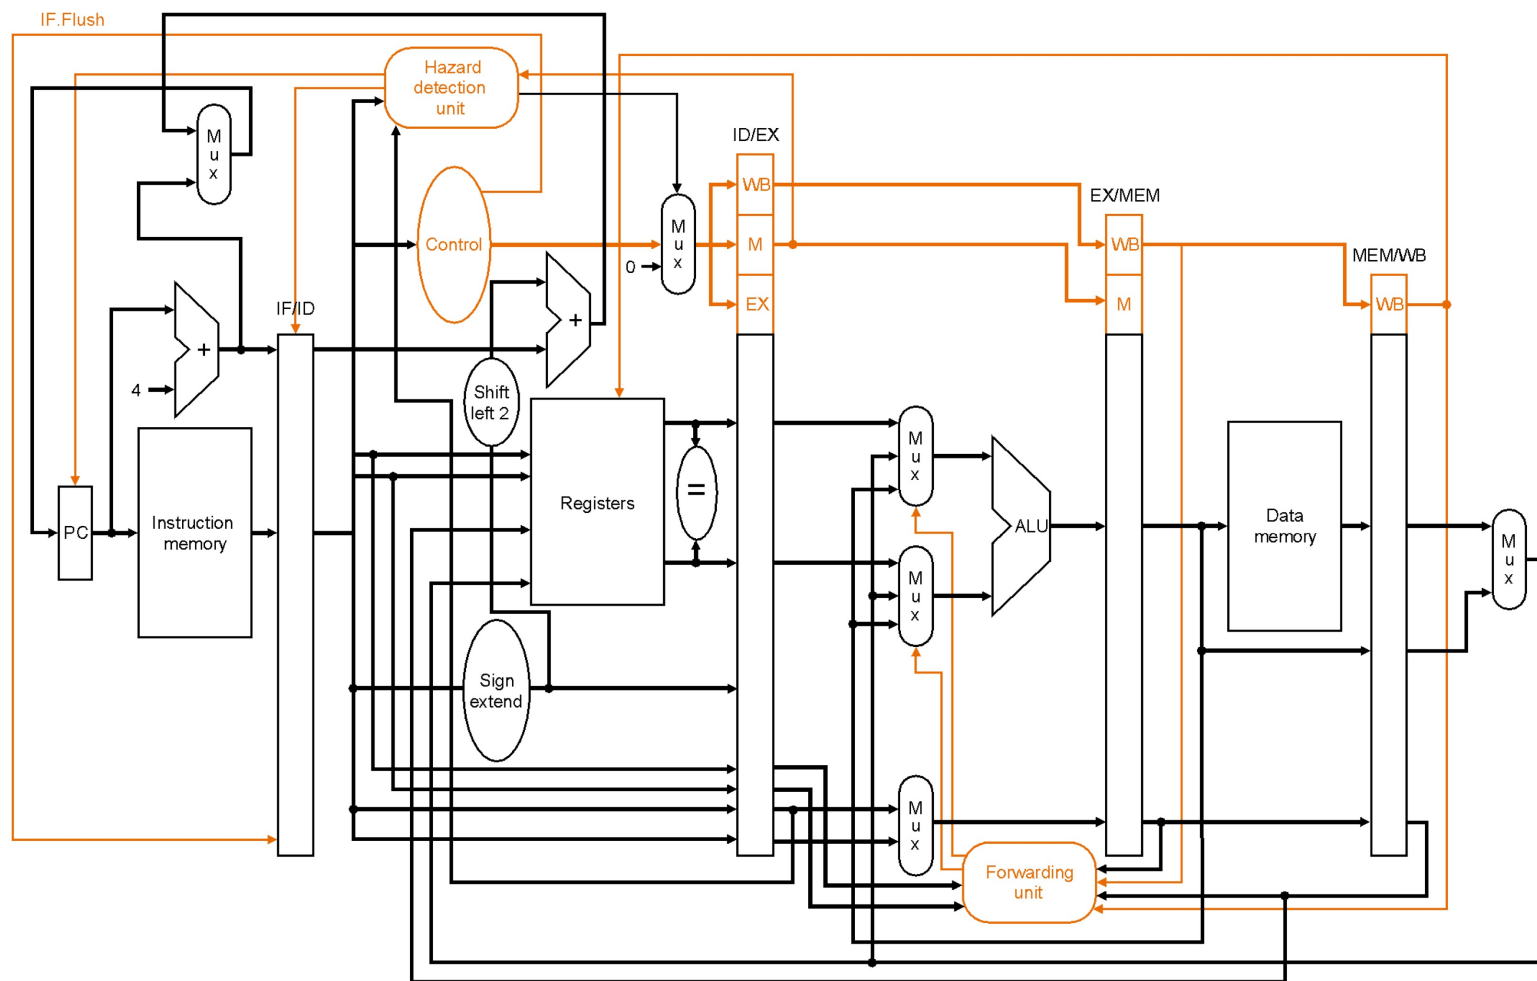 IF.Flush
Hazard
detection
unit
M
u
x
ID/EX
WB
EX/MEM
M
u
x
Control
M
WB
MEM/WB
0
IF/ID
EX
M
WB
+
+
4
Shift
left 2
M
u
x
Registers
=
PC
Instruction
memory
ALU
Data
memory
M
u
x
M
u
x
Sign
extend
M
u
x
Forwarding
unit